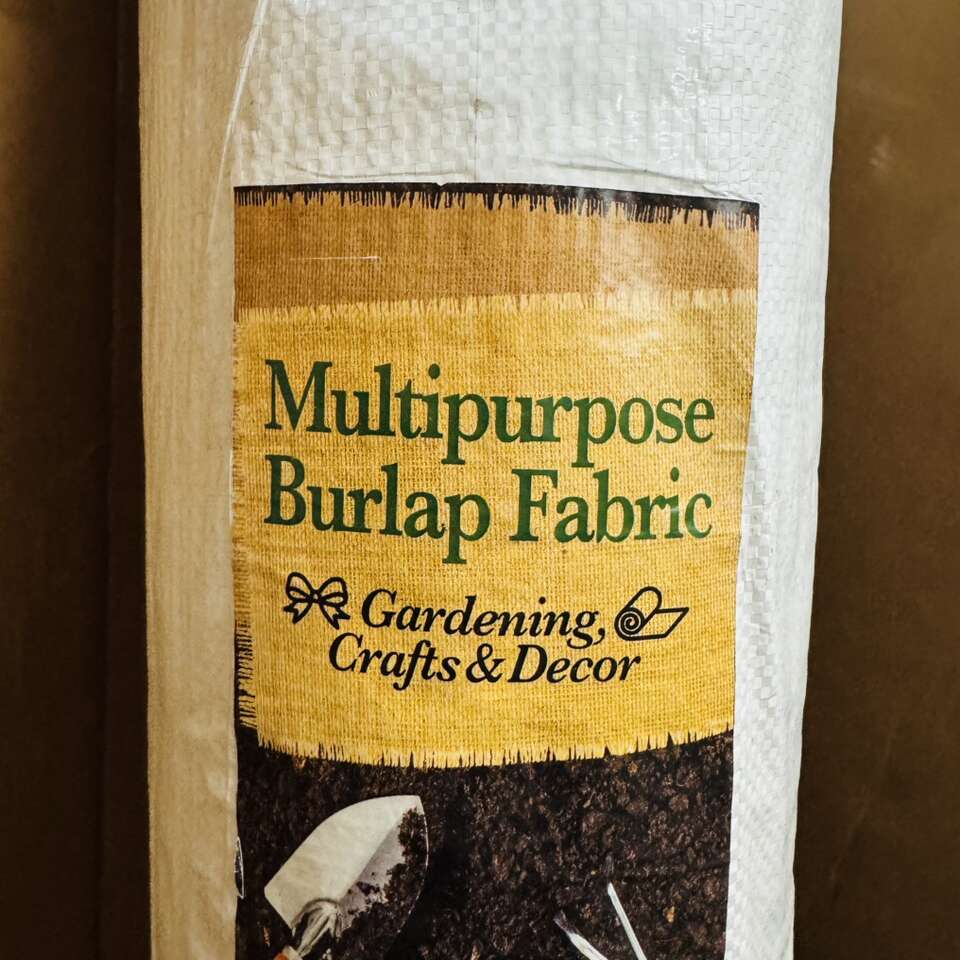 Multipurpose
Burlap Fabric
Gardening,
Crafts & Decor